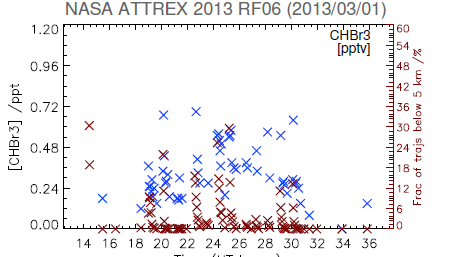 NASA ATTREX 2013 RF06 (2013/03/01)
CHBr3
[pptv]
[CHBr3] /ppt
1.20
0.96
0.72
0.48
0.24
0.00
60
54
48
42
36
30
24
18
12
6
0
Frac of trajs below 5 km /%
14 16 18 20 22 24 26 28 30 32 34 36